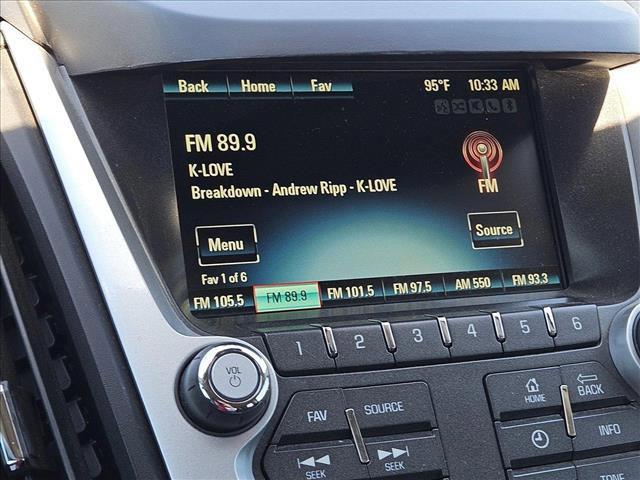 Back Home Fav 95°F 10:33 AM
FM 89.9
K-LOVE
Breakdown - Andrew Ripp - K-LOVE
FM
Menu Source
Fav 1 of 6
FM 105.5 FM 89.9 FM 101.5 FM 97.5 AM 550 FM 93.3
1 2 3 4 5 6
VOL
HOME BACK
FAV SOURCE
INFO
SEEK SEEK
TONE